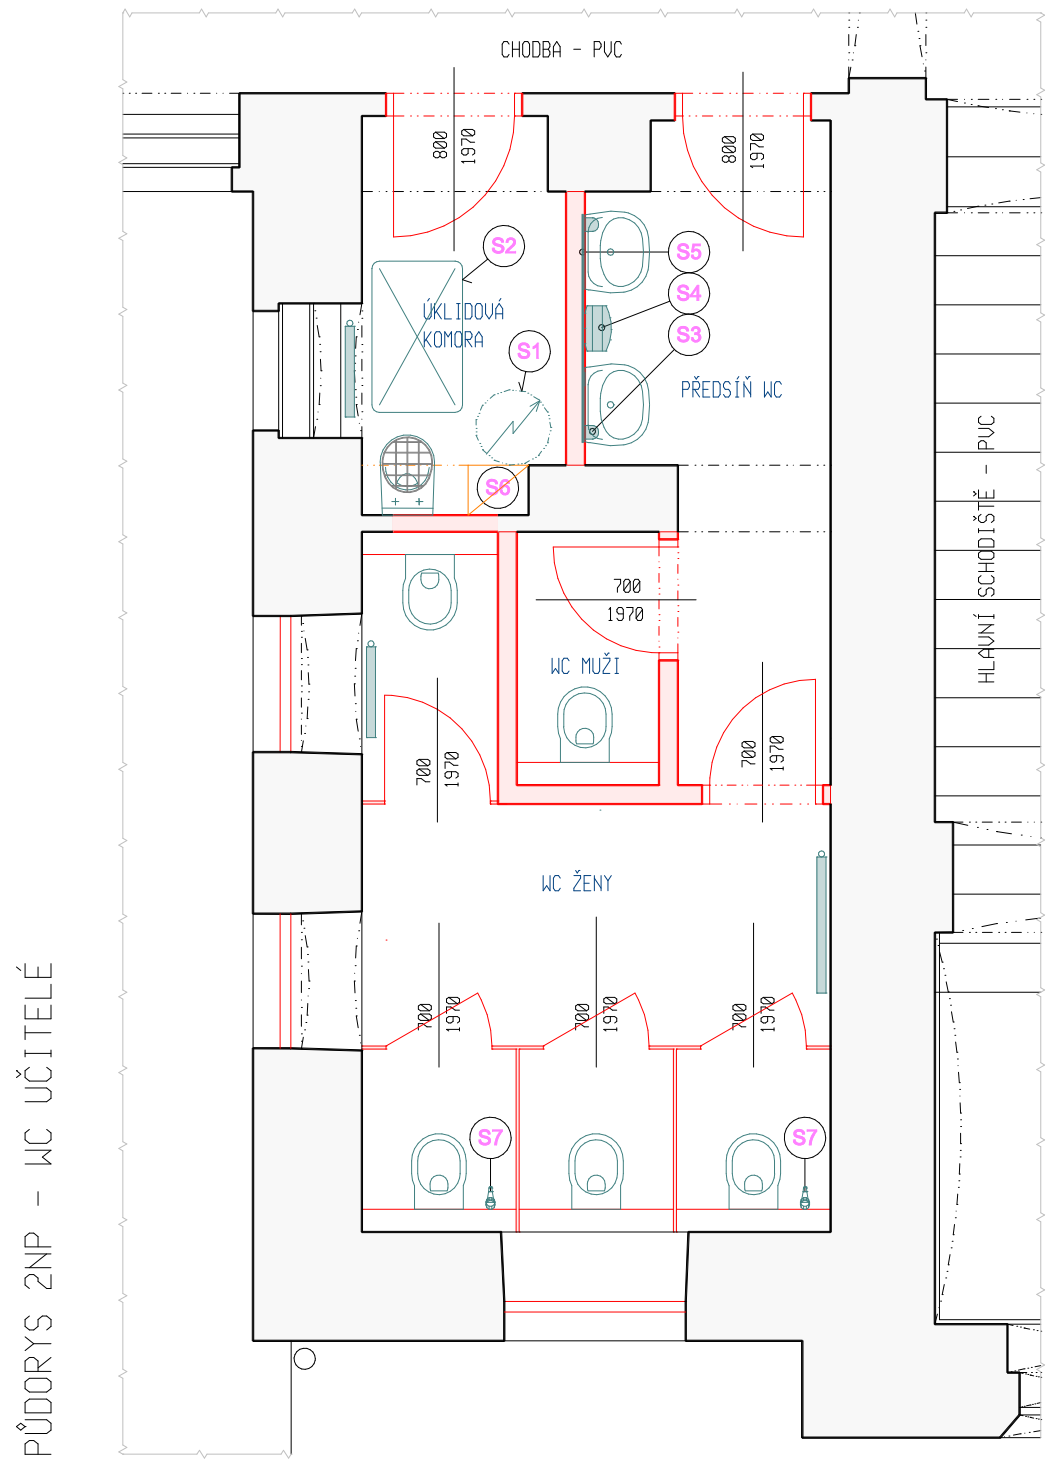 CHODBA - PVC
800
1970
800
1970
S2
S5
S4
S3
S1
ÚKLIDOVÁ
KOMORA
PŘEDSÍŇ WC
S6
HLAVNÍ SCHODIŠTĚ - PVC
700
1970
WC MUŽI
700
1970
700
1970
WC ŽENY
700
1970
700
1970
700
1970
S7
S7
PŮDORYS 2NP - WC UČITELÉ